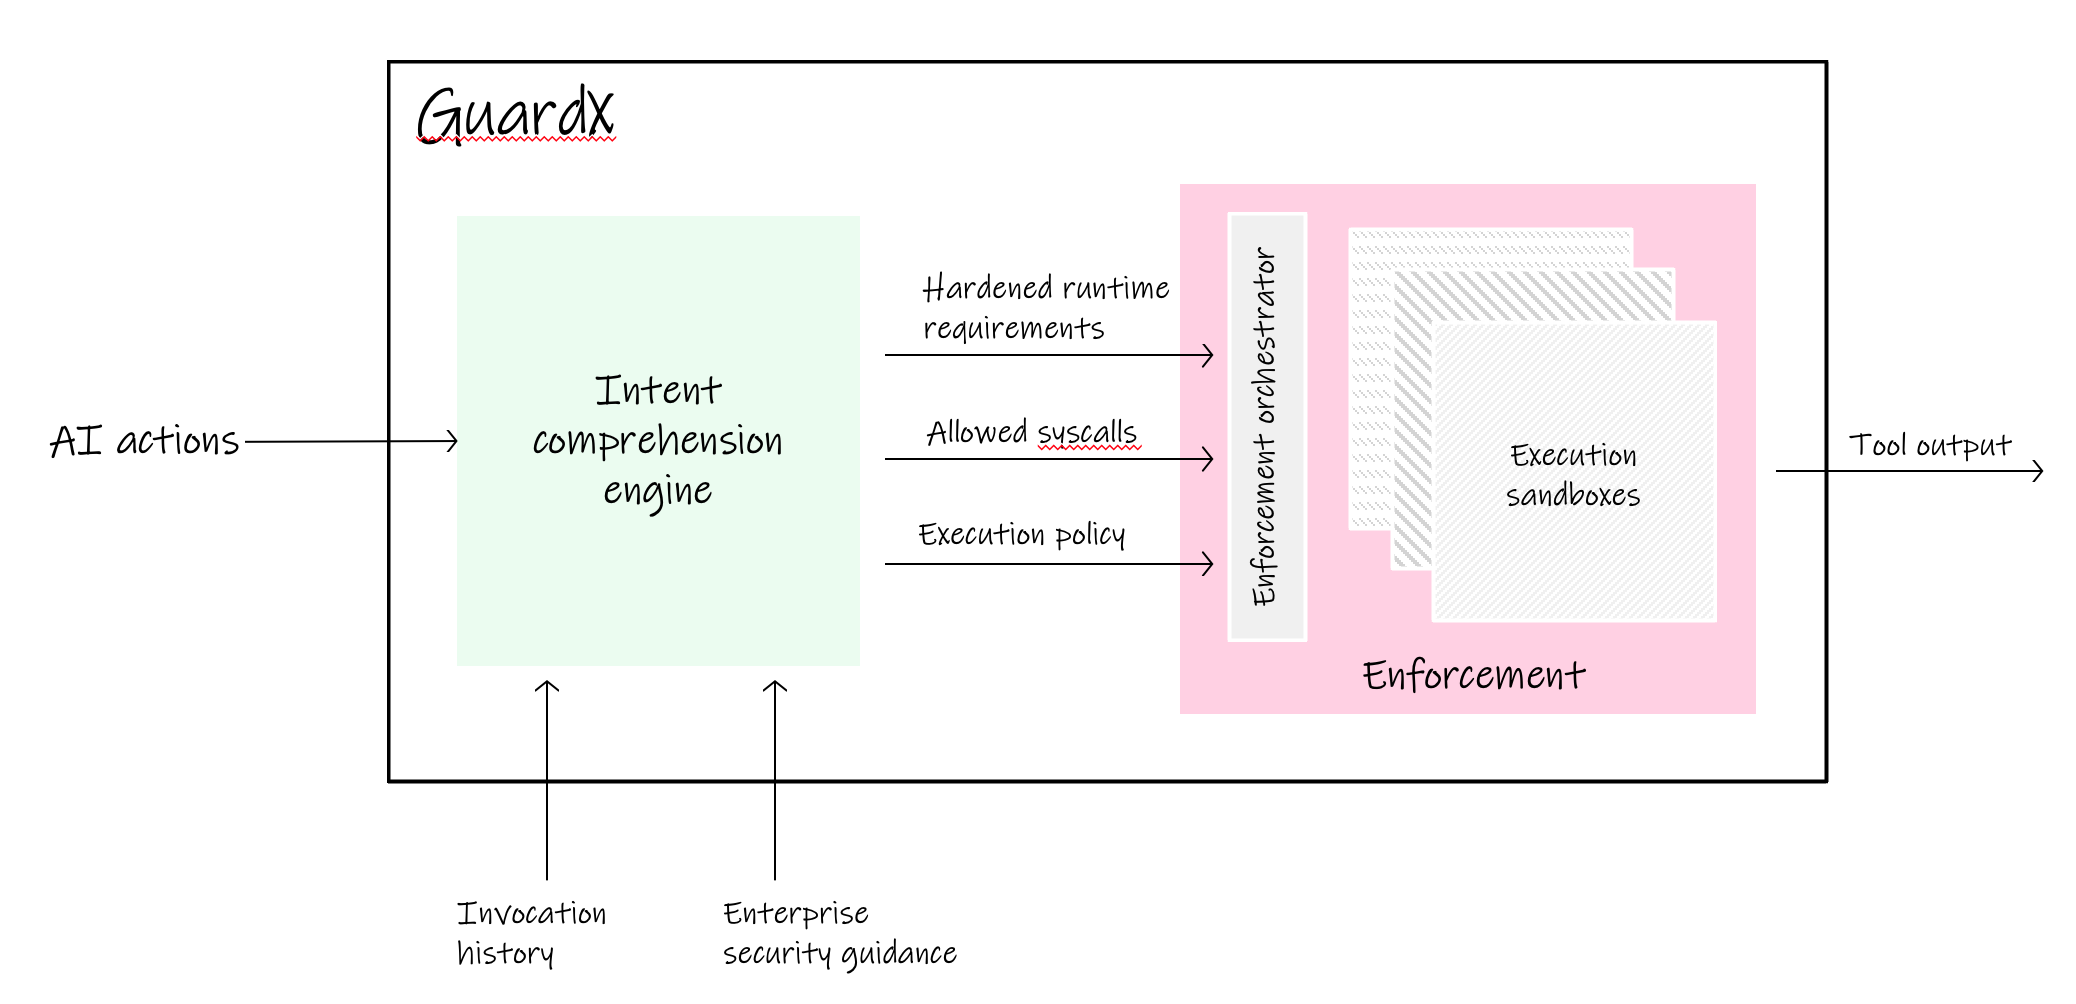 GuardX
Hardened runtime
requirements
Intent
comprehension
engine
AI actions
Allowed syscalls
Execution policy
Enforcement orchestrator
Execution
sandboxes
Tool output
Enforcement
Invocation
history
Enterprise
security guidance